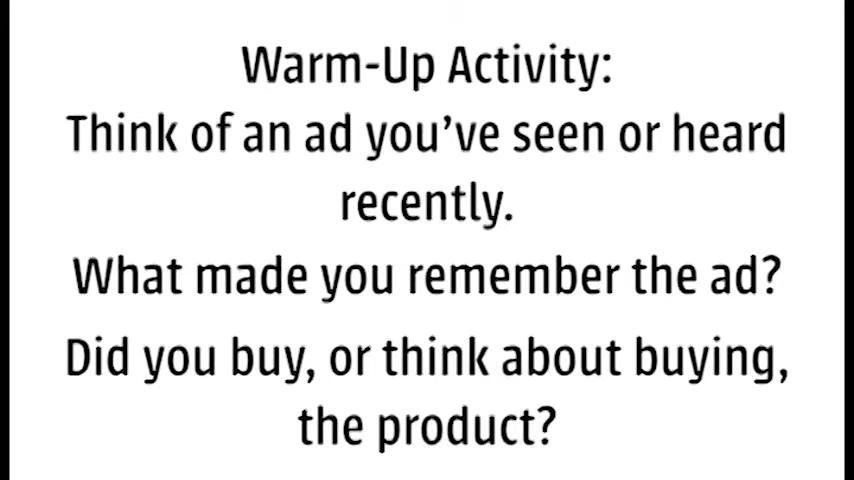 Warm-Up Activity:
Think of an ad you’ve seen or heard
recently.
What made you remember the ad?
Did you buy, or think about buying,
the product?